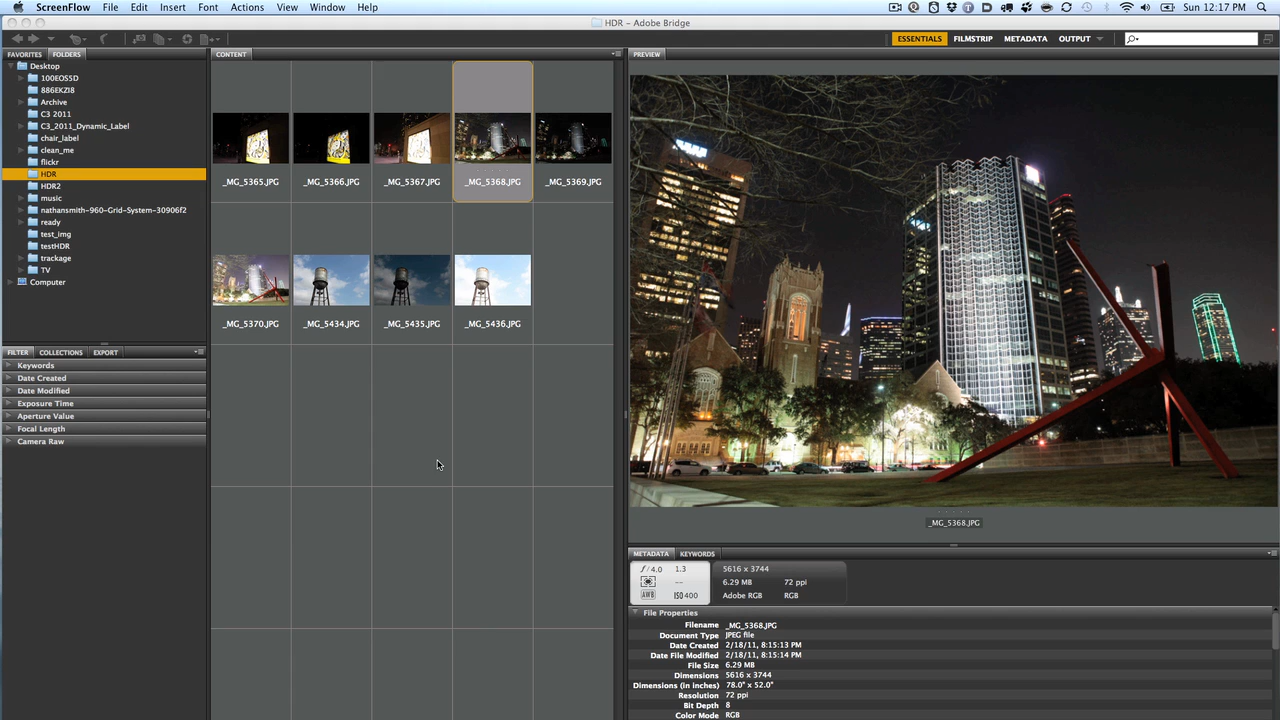 ScreenFlow File Edit Insert Font Actions View Window Help Sun 12:17 PM
HDR – Adobe Bridge
ESSENTIALS FILMSTRIP METADATA OUTPUT
FAVORITES FOLDERS
Desktop
100EOS5D
886EKZI8
Archive
C3 2011
C3_2011_Dynamic_Label
chair_label
clean_me
flickr
HDR
HDR2
music
nathansmith-960-Grid-System-30906f2
ready
test_img
testHDR
trackage
TV
Computer
FILTER COLLECTIONS EXPORT
Keywords
Date Created
Date Modified
Exposure Time
Aperture Value
Focal Length
Camera Raw
CONTENT
_MG_5365.JPG _MG_5366.JPG _MG_5367.JPG _MG_5368.JPG _MG_5369.JPG
_MG_5370.JPG _MG_5434.JPG _MG_5435.JPG _MG_5436.JPG
PREVIEW
_MG_5368.JPG
METADATA KEYWORDS
f/4.0 1.3 5616 x 3744
-- 6.29 MB 72 ppi
AWB ISO400 Adobe RGB RGB
File Properties
Filename _MG_5368.JPG
Document Type JPEG file
Date Created 2/18/11, 8:15:13 PM
Date File Modified 2/18/11, 8:15:14 PM
File Size 6.29 MB
Dimensions 5616 x 3744
Dimensions (in inches) 78.0" x 52.0"
Resolution 72 ppi
Bit Depth 8
Color Mode RGB